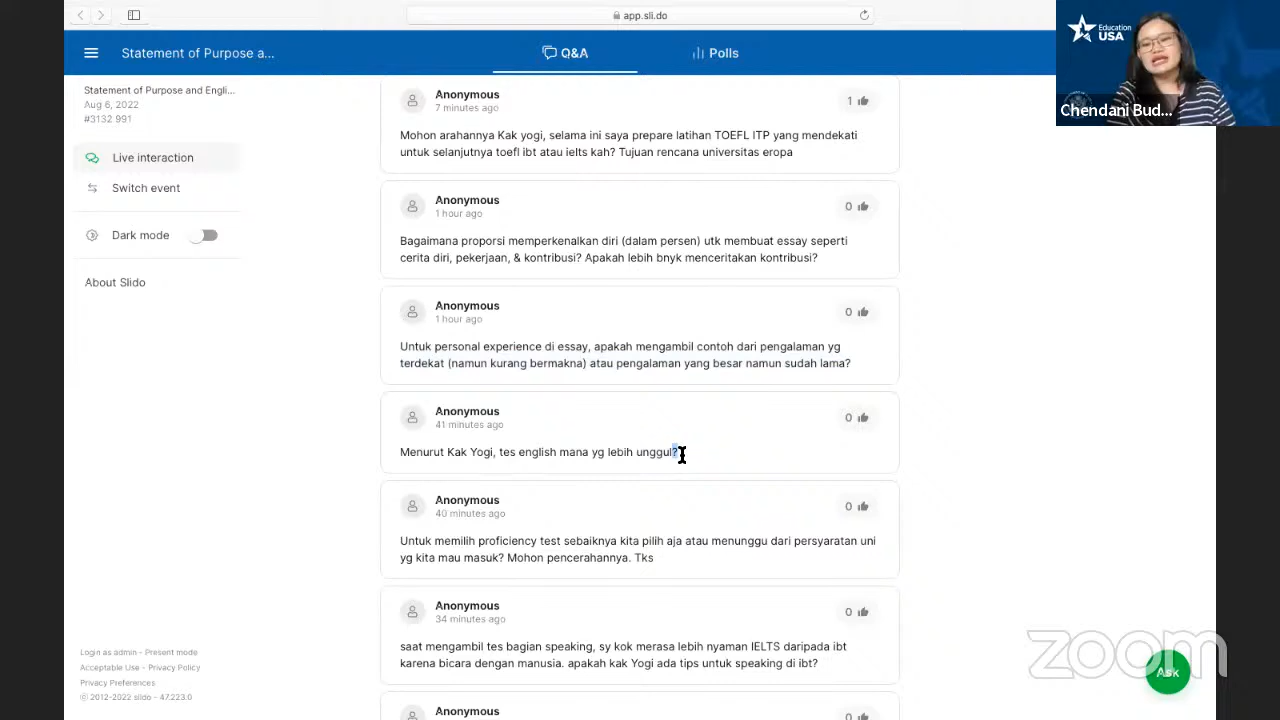 app.sli.do
Statement of Purpose a...
Q&A
Polls
Education
USA
Chendani Bud...
Statement of Purpose and Engli...
Aug 6, 2022
#3132 991
Live interaction
Switch event
Dark mode
About Slido
Anonymous
7 minutes ago
1
Mohon arahannya Kak yogi, selama ini saya prepare latihan TOEFL ITP yang mendekati
untuk selanjutnya toefl ibt atau ielts kah? Tujuan rencana universitas eropa
Anonymous
1 hour ago
0
Bagaimana proporsi memperkenalkan diri (dalam persen) utk membuat essay seperti
cerita diri, pekerjaan, & kontribusi? Apakah lebih bnyk menceritakan kontribusi?
Anonymous
1 hour ago
0
Untuk personal experience di essay, apakah mengambil contoh dari pengalaman yg
terdekat (namun kurang bermakna) atau pengalaman yang besar namun sudah lama?
Anonymous
41 minutes ago
0
Menurut Kak Yogi, tes english mana yg lebih unggul?
Anonymous
40 minutes ago
0
Untuk memilih proficiency test sebaiknya kita pilih aja atau menunggu dari persyaratan uni
yg kita mau masuk? Mohon pencerahannya. Tks
Anonymous
34 minutes ago
0
saat mengambil tes bagian speaking, sy kok merasa lebih nyaman IELTS daripada ibt
karena bicara dengan manusia. apakah kak Yogi ada tips untuk speaking di ibt?
Anonymous
0
Login as admin - Present mode
Acceptable Use - Privacy Policy
Privacy Preferences
© 2012-2022 slido - 47.223.0
zoom
Ask